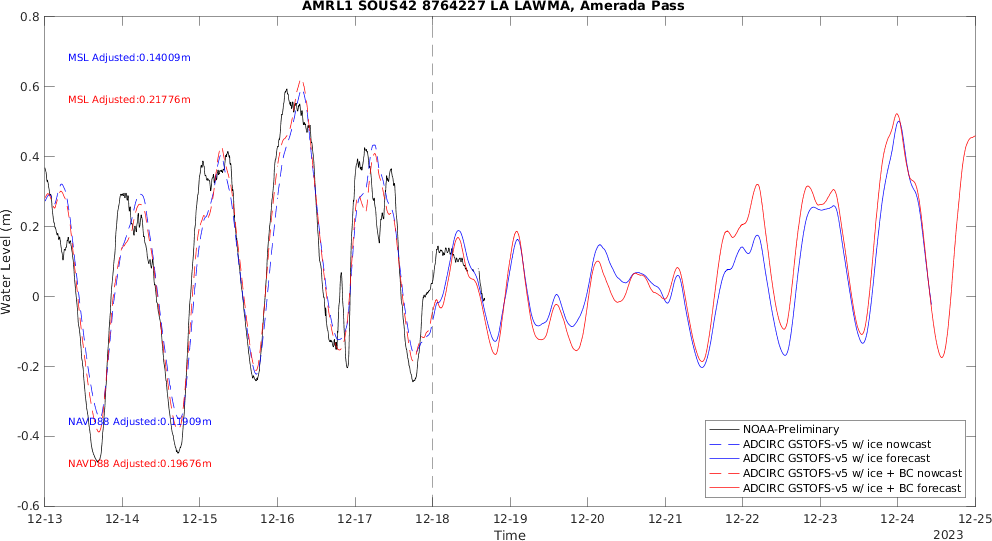 AMRL1 SOUS42 8764227 LA LAWMA, Amerada Pass
0.8
0.6
0.4
0.2
0
-0.2
-0.4
-0.6
Water Level (m)
MSL Adjusted:0.14009m
MSL Adjusted:0.21776m
NAVD88 Adjusted:0.11909m
NAVD88 Adjusted:0.19676m
NOAA-Preliminary
ADCIRC GSTOFS-v5 w/ ice nowcast
ADCIRC GSTOFS-v5 w/ ice forecast
ADCIRC GSTOFS-v5 w/ ice + BC nowcast
ADCIRC GSTOFS-v5 w/ ice + BC forecast
12-13 12-14 12-15 12-16 12-17 12-18 12-19 12-20 12-21 12-22 12-23 12-24 12-25
Time
2023